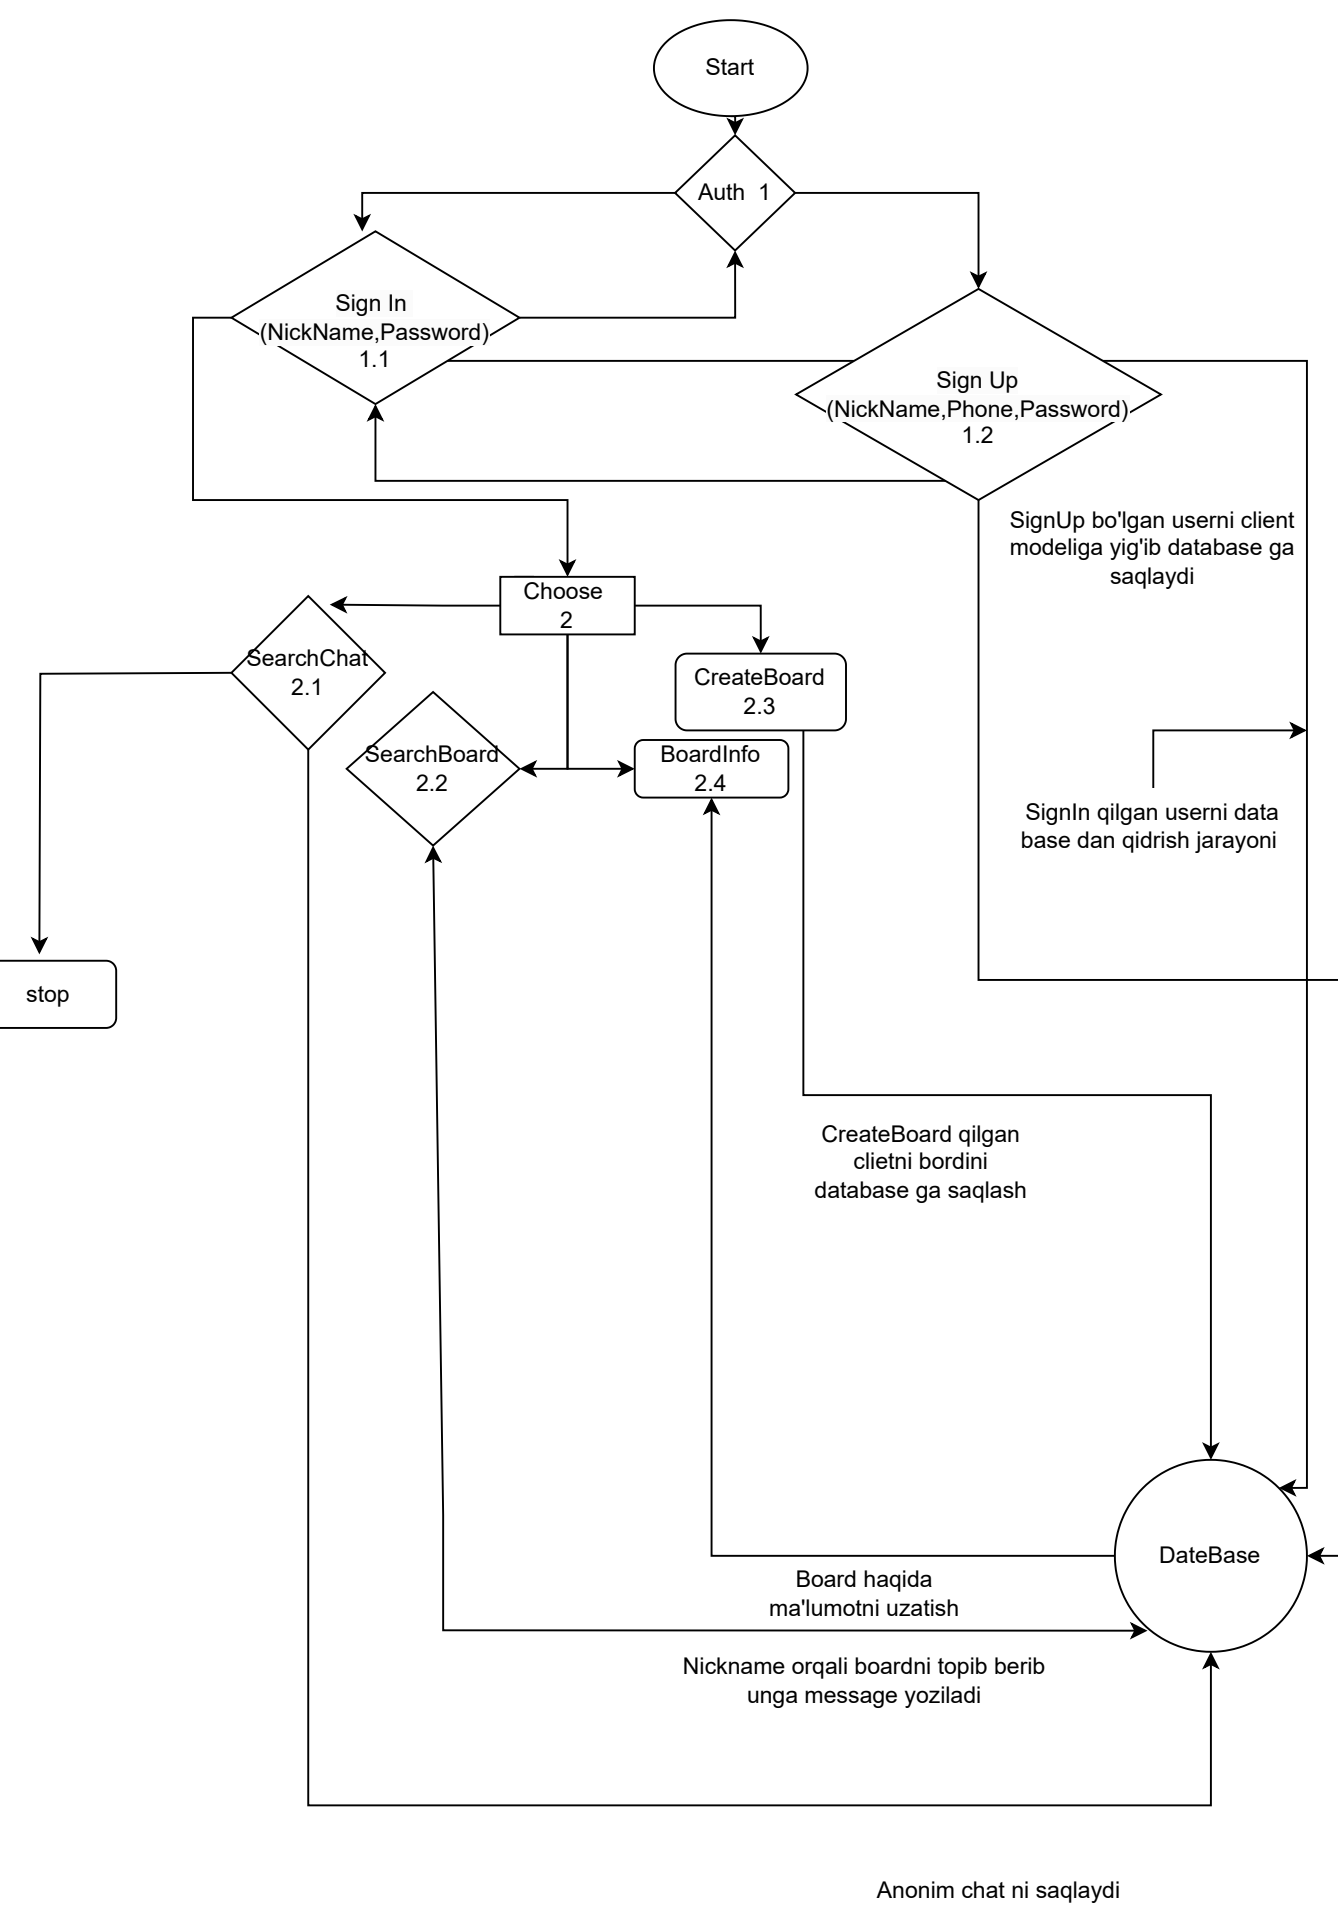 Start
Auth  1
Sign In
(NickName,Password)
1.1
Sign Up
(NickName,Phone,Password)
1.2
SignUp bo'lgan userni client
modeliga yig'ib database ga
saqlaydi
Choose
2
SearchChat
2.1
CreateBoard
2.3
SearchBoard
2.2
BoardInfo
2.4
SignIn qilgan userni data
base dan qidrish jarayoni
stop
CreateBoard qilgan
clietni bordini
database ga saqlash
DateBase
Board haqida
ma'lumotni uzatish
Nickname orqali boardni topib berib
unga message yoziladi
Anonim chat ni saqlaydi